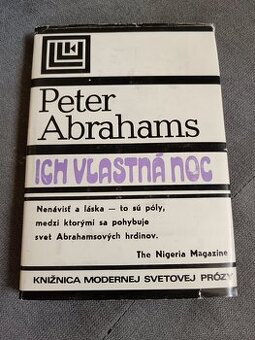 Peter
Abrahams
ICH VLASTNÁ NOC
Nenávisť a láska — to sú póly,
medzi ktorými sa pohybuje
svet Abrahamsových hrdinov.
The Nigeria Magazine
KNIŽNICA MODERNEJ SVETOVEJ PRÓZY